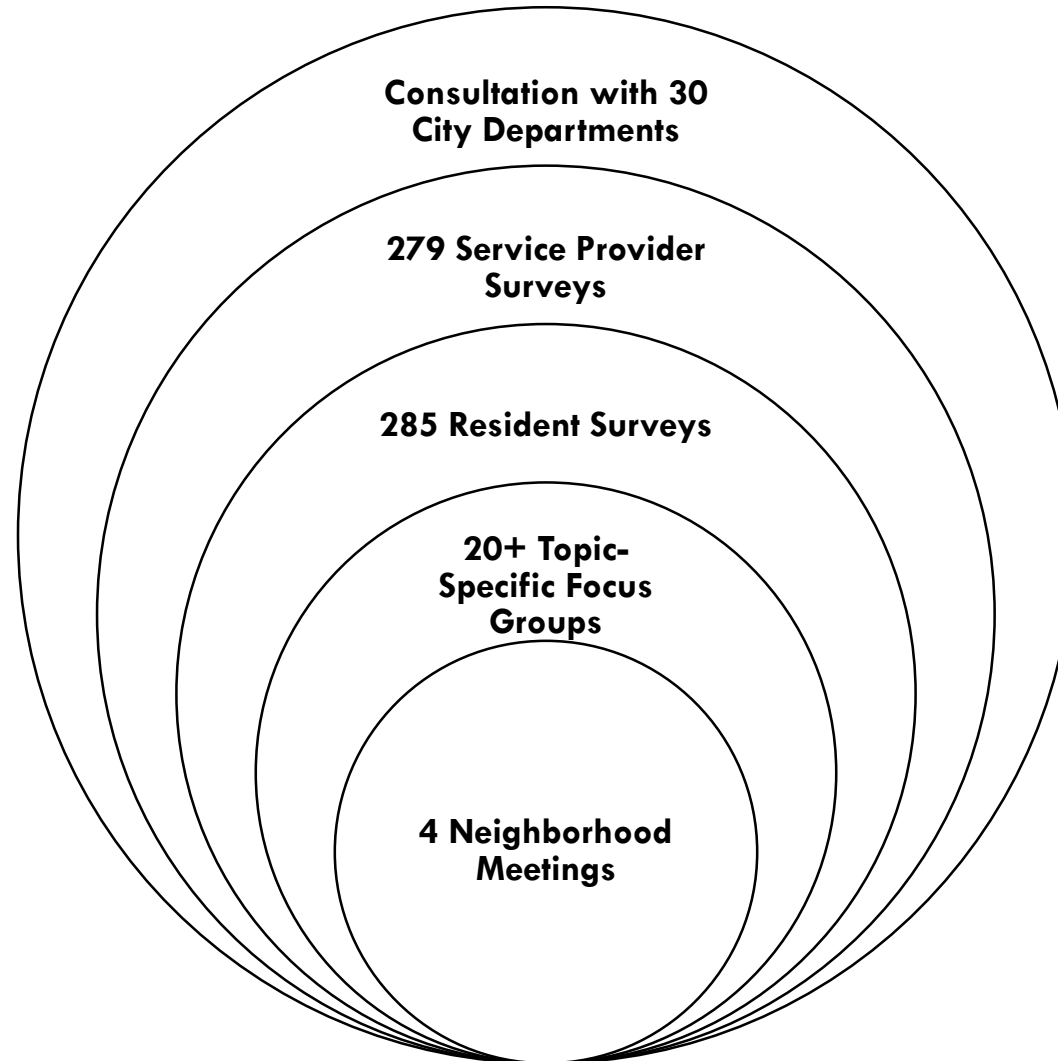 Consultation with 30
City Departments
279 Service Provider
Surveys
285 Resident Surveys
20+ Topic-
Specific Focus
Groups
4 Neighborhood
Meetings